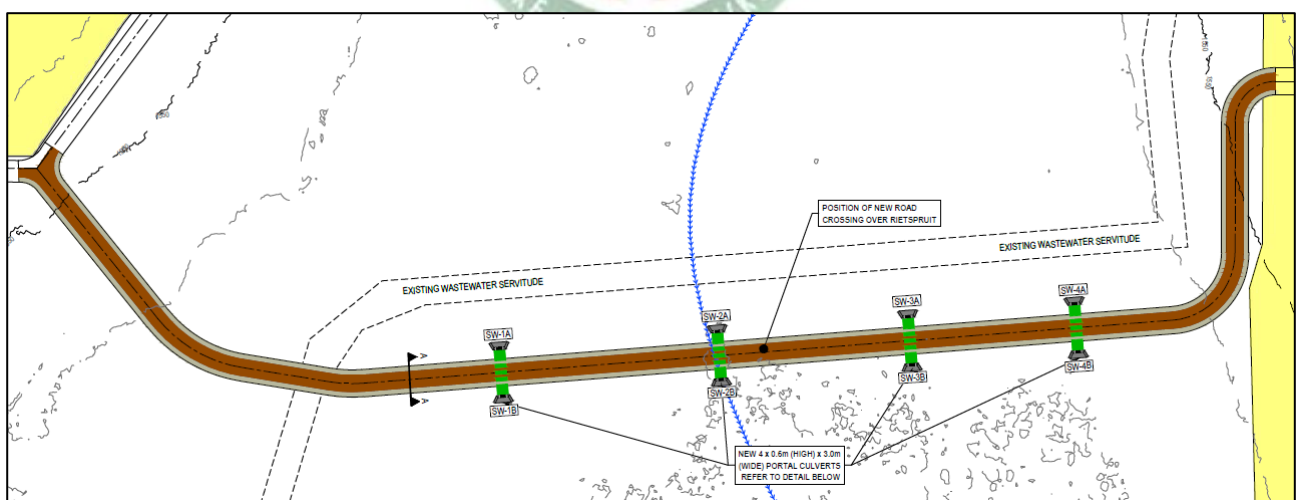 POSITION OF NEW ROAD
CROSSING OVER RIETSPRUIT
EXISTING WASTEWATER SERVITUDE
EXISTING WASTEWATER SERVITUDE
SW-1A
SW-2A
SW-3A
SW-4A
A
A
SW-1B
SW-2B
SW-3B
SW-4B
NEW 4 x 0.6m (HIGH) x 3.0m
(WIDE) PORTAL CULVERTS
REFER TO DETAIL BELOW